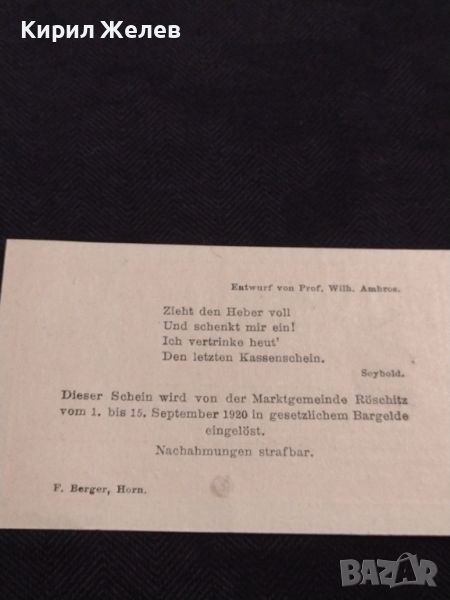 Кирил Желев
Entwurf von Prof. Wilh. Ambros.
Zieht den Heber voll
Und schenkt mir ein!
Ich vertrinke heut'
Den letzten Kassenschein.
Seybold.
Dieser Schein wird von der Marktgemeinde Röschitz
vom 1. bis 15. September 1920 in gesetzlichem Bargelde
eingelöst.
Nachahmungen strafbar.
F. Berger, Horn.
BAZAR